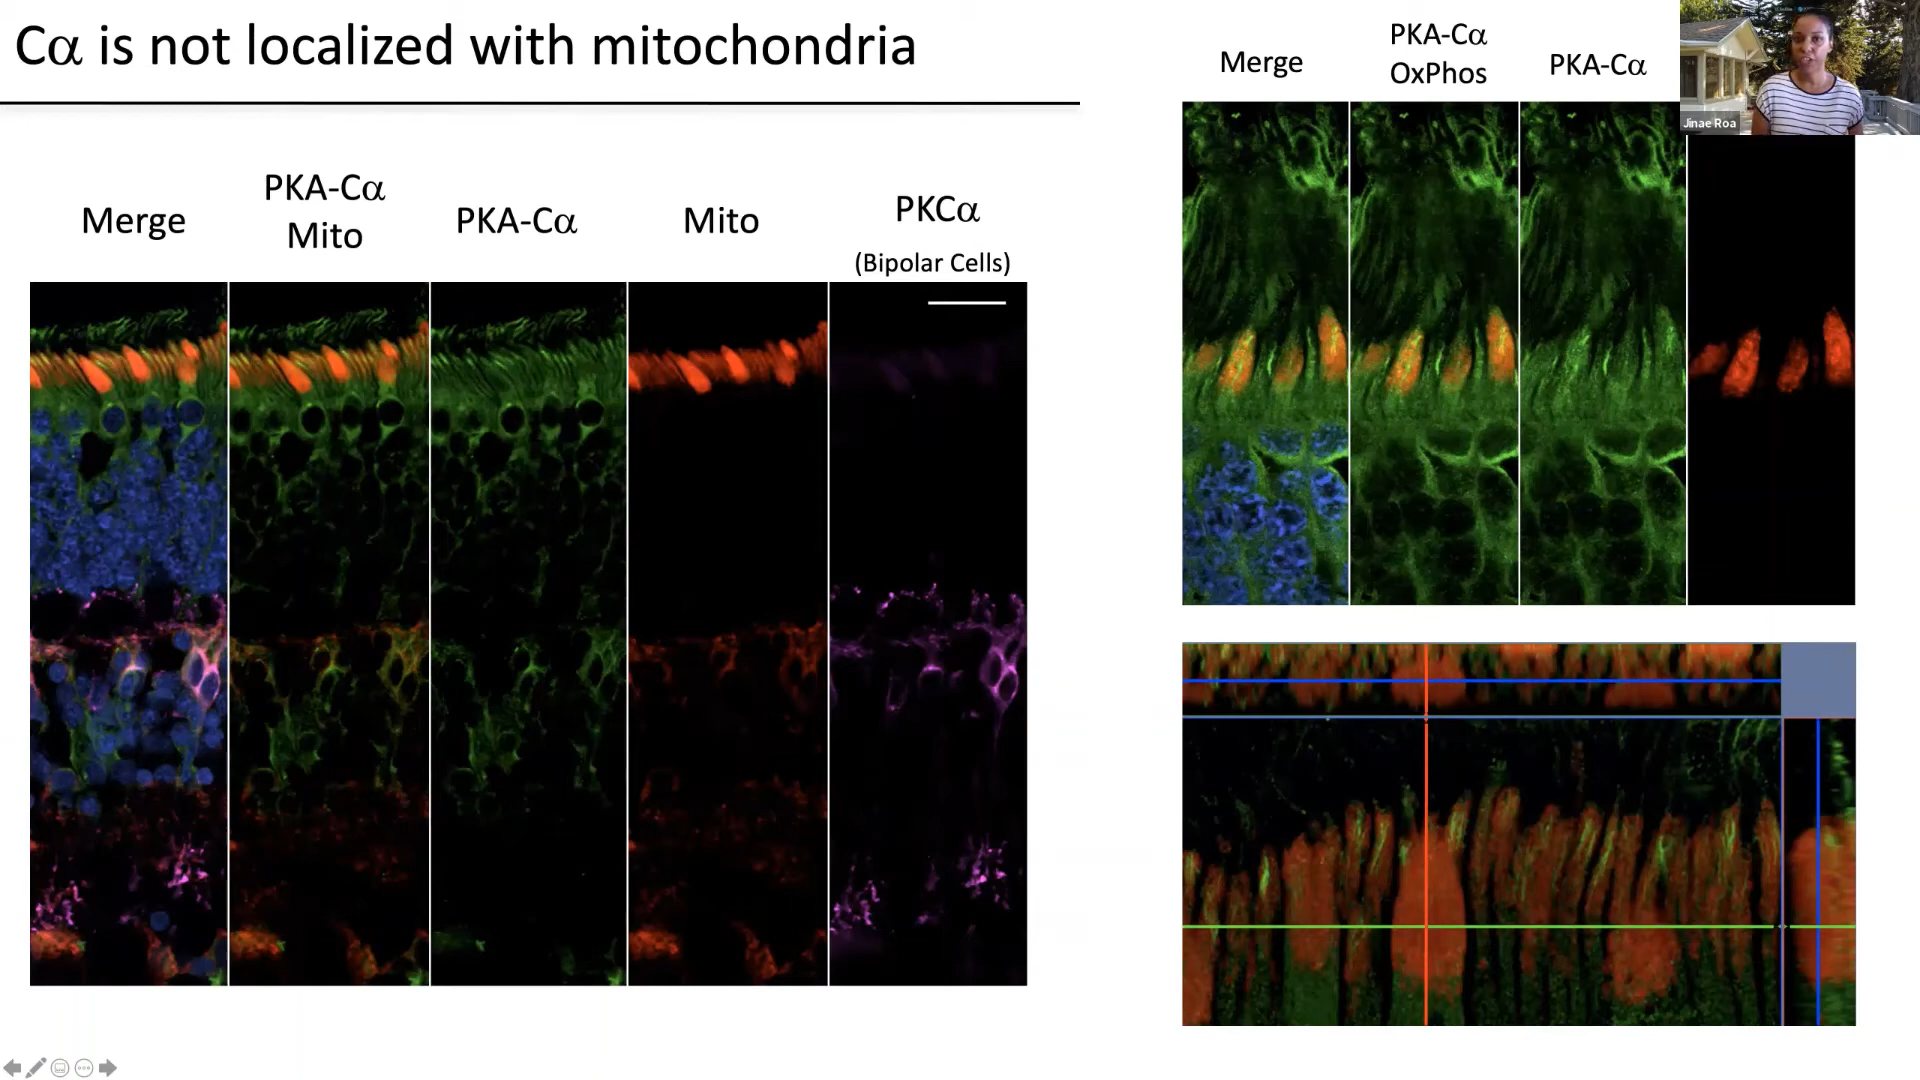 Cα is not localized with mitochondria
Merge
PKA-Cα
Mito
PKA-Cα
Mito
PKCα
(Bipolar Cells)
Merge
PKA-Cα
OxPhos
PKA-Cα
Jinae Roa